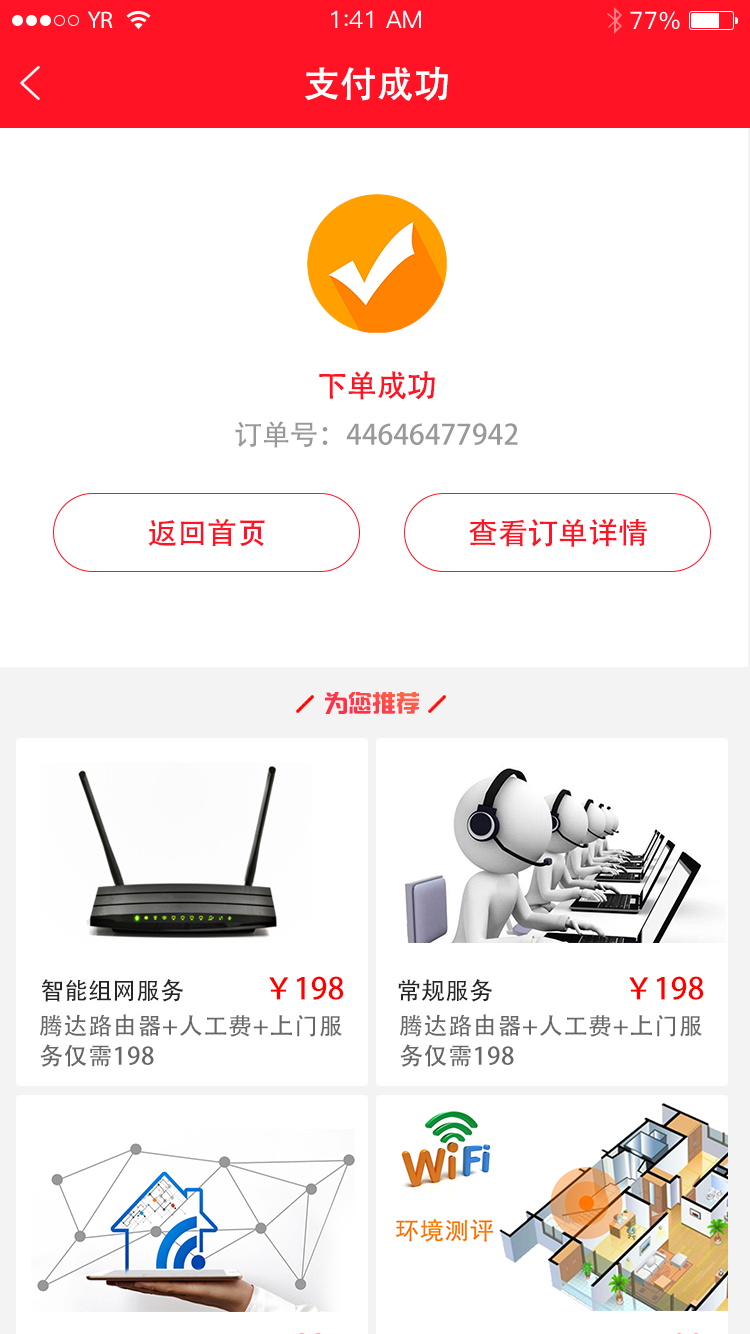 YR
1:41 AM
77%
支付成功
下单成功
订单号：44646477942
返回首页
查看订单详情
为您推荐
智能组网服务
￥198
腾达路由器+人工费+上门服
务仅需198
常规服务
￥198
腾达路由器+人工费+上门服
务仅需198
WiFi
环境测评